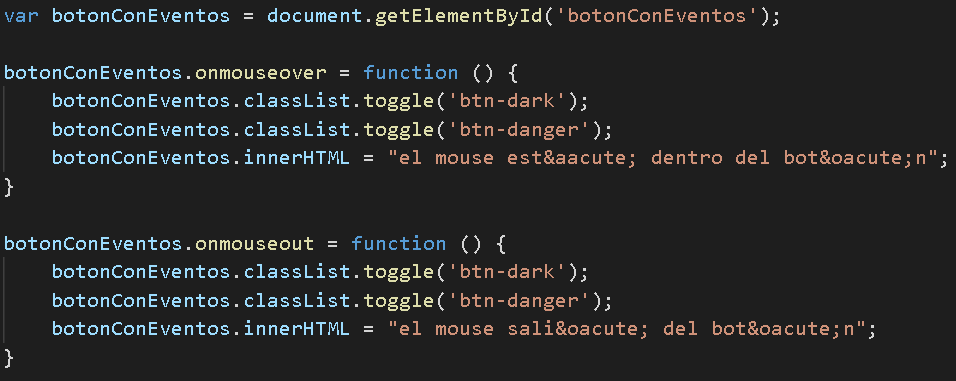 var botonConEventos = document.getElementById('botonConEventos');

botonConEventos.onmouseover = function () {
    botonConEventos.classList.toggle('btn-dark');
    botonConEventos.classList.toggle('btn-danger');
    botonConEventos.innerHTML = "el mouse est&aacute; dentro del bot&oacute;n";
}

botonConEventos.onmouseout = function () {
    botonConEventos.classList.toggle('btn-dark');
    botonConEventos.classList.toggle('btn-danger');
    botonConEventos.innerHTML = "el mouse sali&oacute; del bot&oacute;n";
}